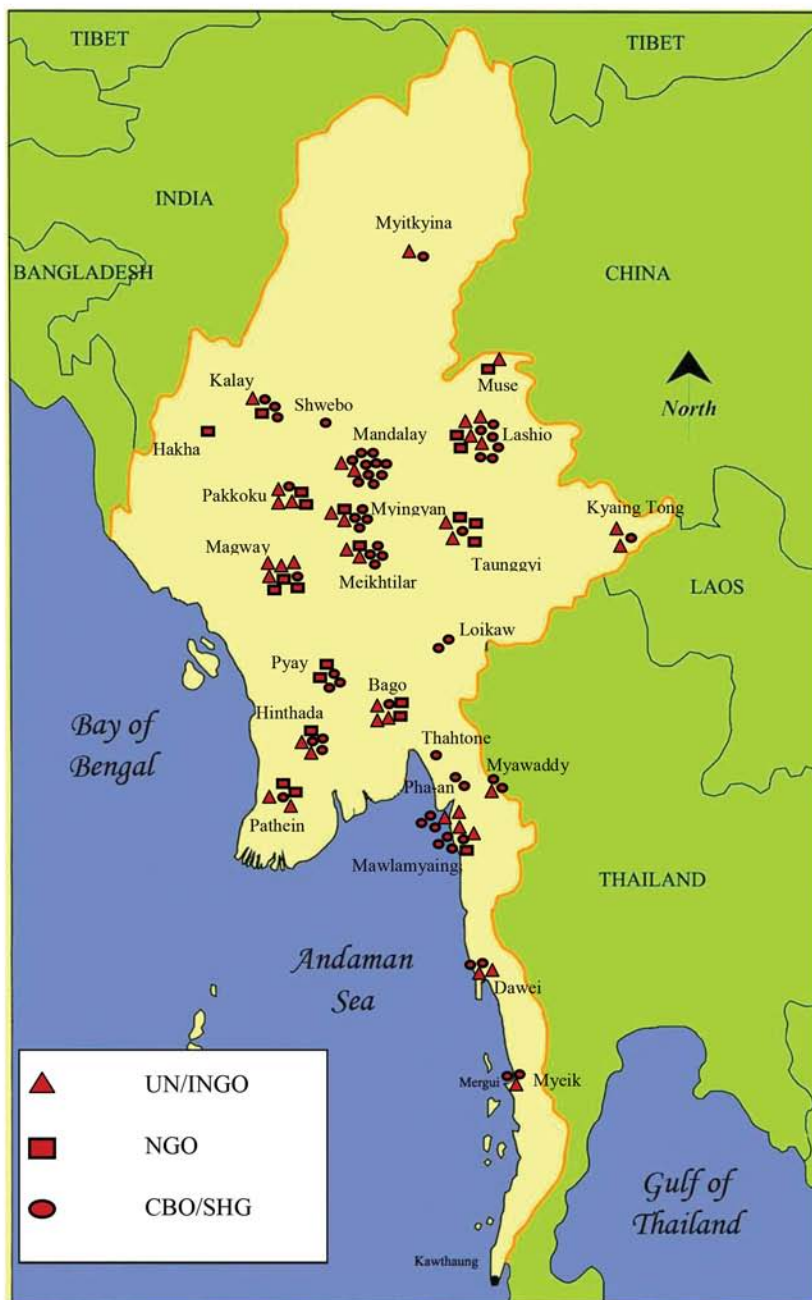 TIBET
TIBET
INDIA
Myitkyina
BANGLADESH
CHINA
Muse
North
Kalay
Shwebo
Hakha
Mandalay
Lashio
Pakkoku
Myingyan
Kyaing Tong
Magway
Meikhtilar
Taunggyi
LAOS
Loikaw
Pyay
Bago
Bay of
Bengal
Hinthada
Thahtone
Myawaddy
Pha-an
Pathein
Mawlamyaing
THAILAND
Andaman
Sea
Dawei
Mergui
Myeik
UN/INGO
NGO
CBO/SHG
Gulf of
Thailand
Kawthaung